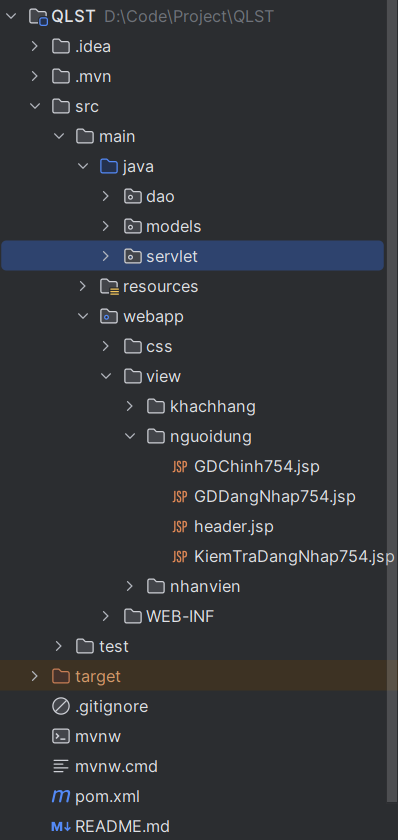 QLST D:\Code\Project\QLST
.idea
.mvn
src
main
java
dao
models
servlet
resources
webapp
css
view
khachhang
nguoidung
JSP GDChinh754.jsp
JSP GDDangNhap754.jsp
JSP header.jsp
JSP KiemTraDangNhap754.jsp
nhanvien
WEB-INF
test
target
.gitignore
mvnw
mvnw.cmd
m pom.xml
M↓ README.md